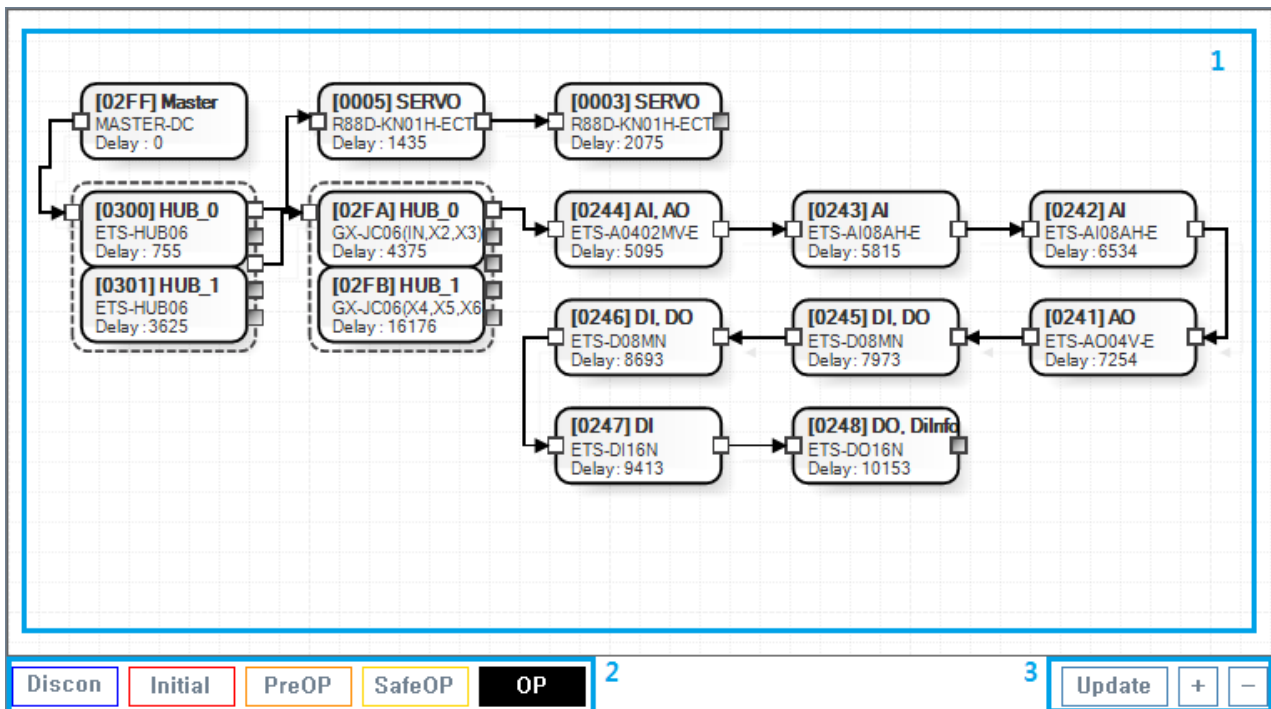 1
[02FF] Master
MASTER-DC
Delay : 0
[0005] SERVO
R88D-KN01H-ECT
Delay : 1435
[0003] SERVO
R88D-KN01H-ECT
Delay : 2075
[0300] HUB_0
ETS-HUB06
Delay : 755
[0301] HUB_1
ETS-HUB06
Delay : 3625
[02FA] HUB_0
GX-JC06(IN,X2,X3)
Delay : 4375
[02FB] HUB_1
GX-JC06(X4,X5,X6
Delay : 16176
[0244] AI, AO
ETS-A0402MV-E
Delay : 5095
[0243] AI
ETS-AI08AH-E
Delay : 5815
[0242] AI
ETS-AI08AH-E
Delay : 6534
[0246] DI, DO
ETS-D08MN
Delay : 8693
[0245] DI, DO
ETS-D08MN
Delay : 7973
[0241] AO
ETS-AO04V-E
Delay : 7254
[0247] DI
ETS-DI16N
Delay : 9413
[0248] DO, DiInfo
ETS-DO16N
Delay : 10153
Discon
Initial
PreOP
SafeOP
OP
2
3
Update
+
−